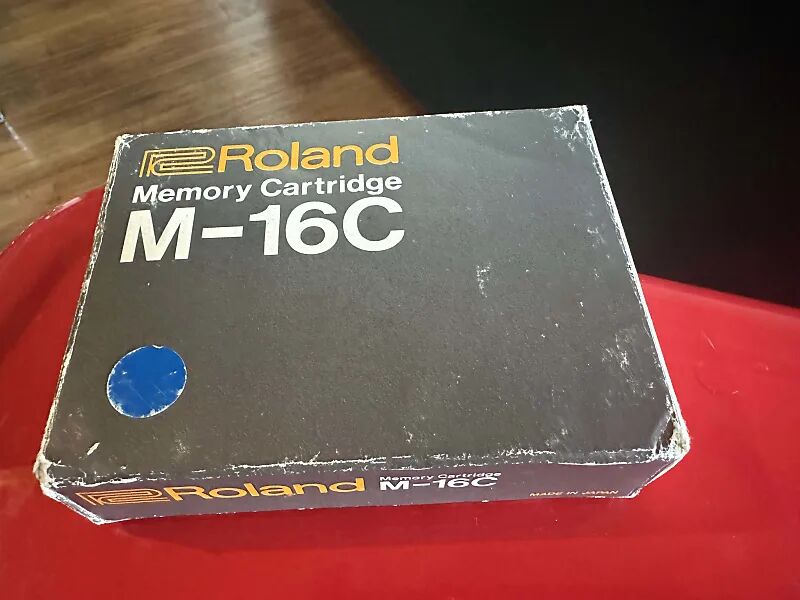 Roland
Memory Cartridge
M-16C
Roland Memory Cartridge
M-16C
MADE IN JAPAN